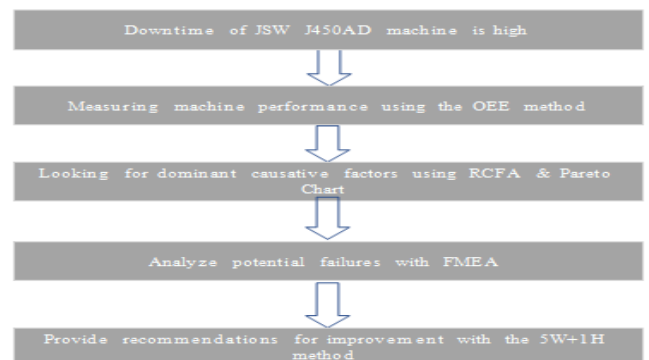 Downtime of JSW J450AD machine is high
Measuring machine performance using the OEE method
Looking for dominant causative factors using RCFA & Pareto
Chart
Analyze potential failures with FMEA
Provide recommendations for improvement with the 5W+1H
method